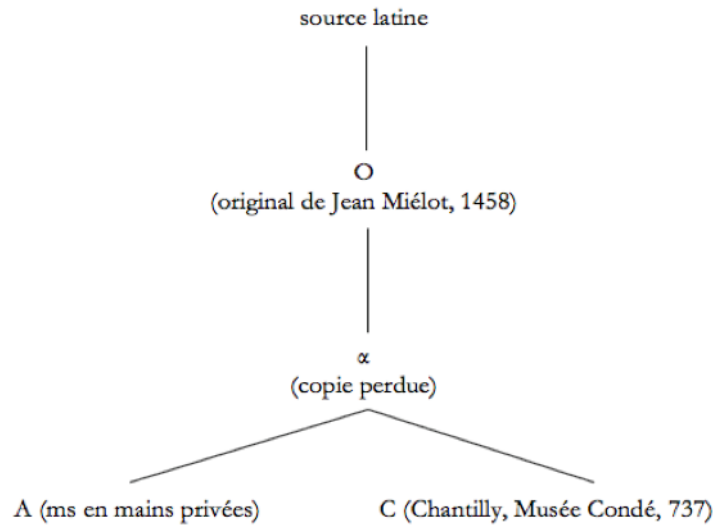 source latine
O
(original de Jean Miélot, 1458)
α
(copie perdue)
A (ms en mains privées)
C (Chantilly, Musée Condé, 737)